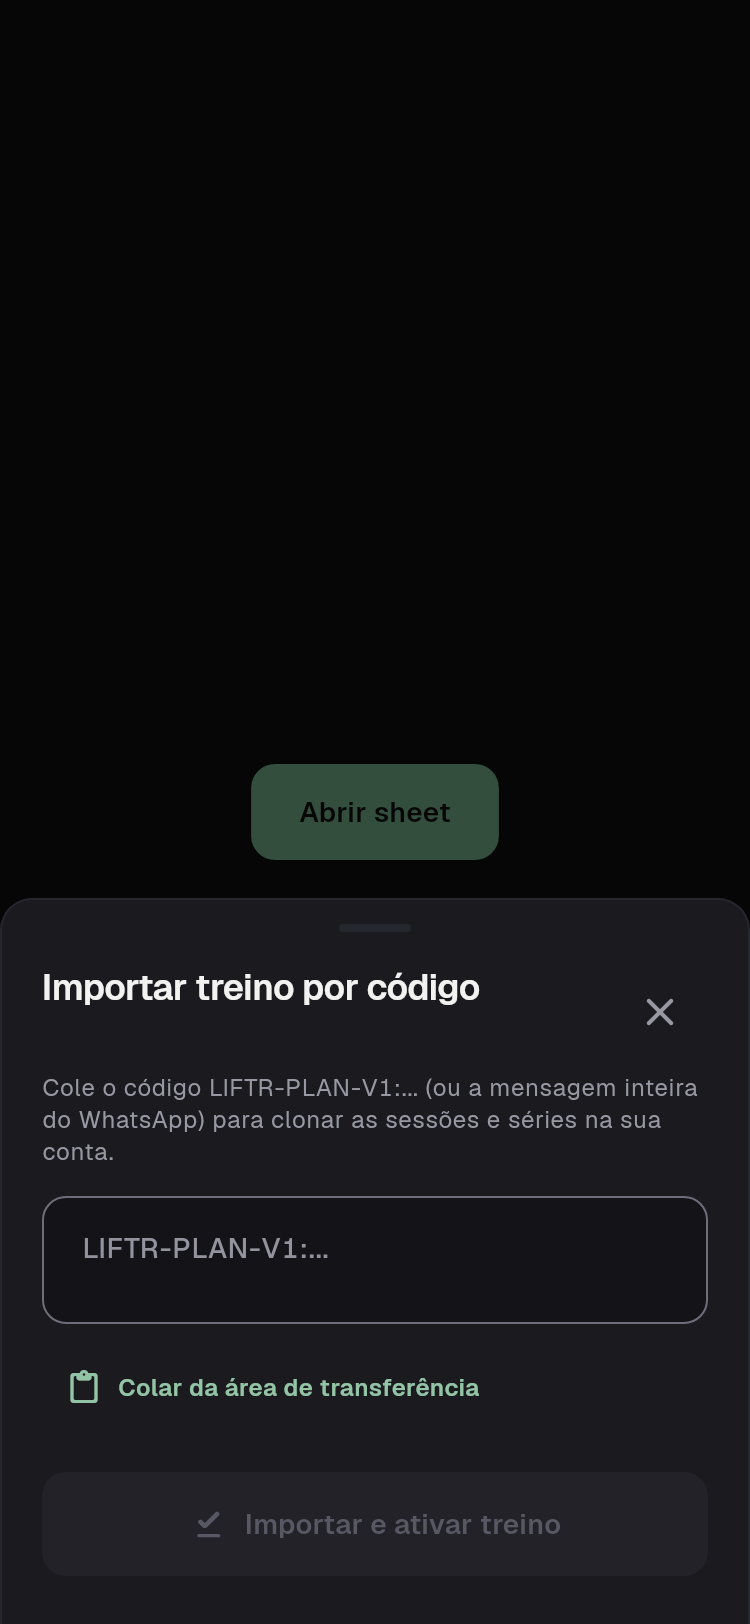 Abrir sheet
Importar treino por código
Cole o código LIFTR-PLAN-V1:... (ou a mensagem inteira
do WhatsApp) para clonar as sessões e séries na sua
conta.
LIFTR-PLAN-V1:...
Colar da área de transferência
Importar e ativar treino